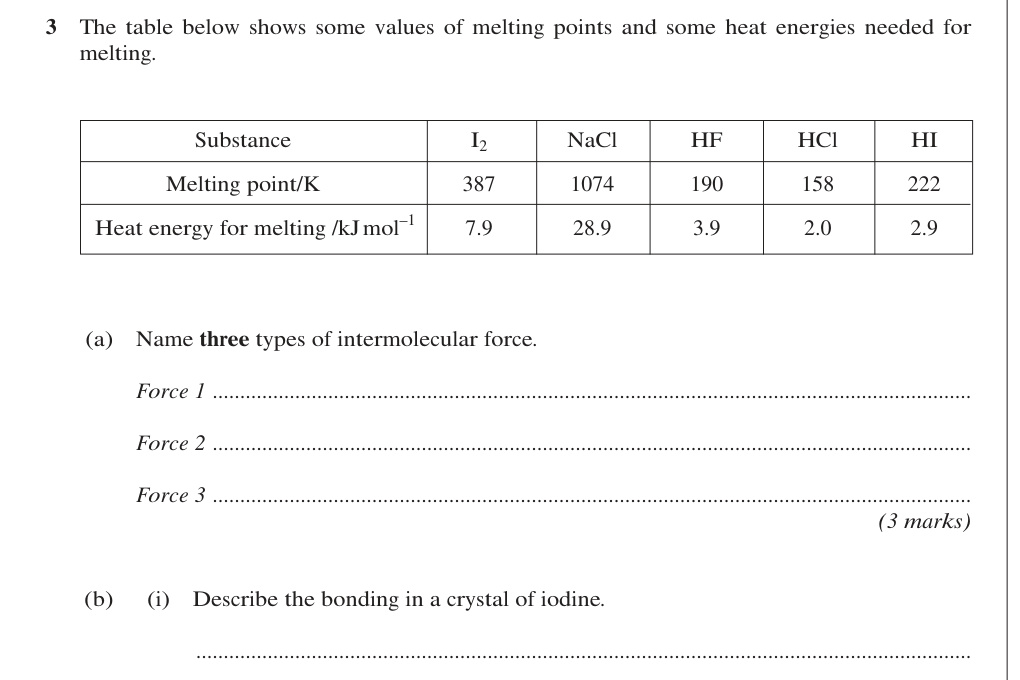 3 The table below shows some values of melting points and some heat energies needed for
melting.
Substance I₂ NaCl HF HCl HI
Melting point/K 387 1074 190 158 222
Heat energy for melting /kJ mol⁻¹ 7.9 28.9 3.9 2.0 2.9
(a) Name three types of intermolecular force.
Force 1 ..........
Force 2 ..........
Force 3 ..........
(3 marks)
(b) (i) Describe the bonding in a crystal of iodine.
..........